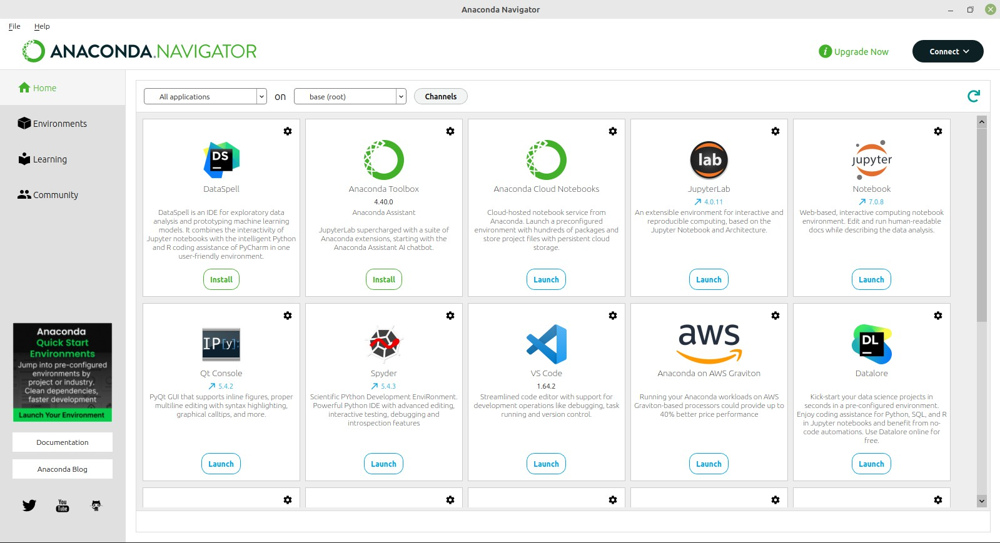 Anaconda Navigator
File Help
ANACONDA.NAVIGATOR
i Upgrade Now
Connect
Home
Environments
Learning
Community
All applications on base (root) Channels
DS
DataSpell
DataSpell is an IDE for exploratory data
analysis and prototyping machine learning
models. It combines the interactivity of
Jupyter notebooks with the intelligent Python
and R coding assistance of PyCharm in one
user-friendly environment.
Install
Anaconda Toolbox
4.40.0
Anaconda Assistant
JupyterLab supercharged with a suite of
Anaconda extensions, starting with the
Anaconda Assistant AI chatbot.
Install
Anaconda Cloud Notebooks
Cloud-hosted notebook service from
Anaconda. Launch a preconfigured
environment with hundreds of packages and
store project files with persistent cloud
storage.
Launch
lab
JupyterLab
4.0.11
An extensible environment for interactive and
reproducible computing, based on the
Jupyter Notebook and Architecture.
Launch
jupyter
Notebook
7.0.8
Web-based, interactive computing notebook
environment. Edit and run human-readable
docs while describing the data analysis.
Launch
IP[y]:
Qt Console
5.4.2
PyQt GUI that supports inline figures, proper
multiline editing with syntax highlighting,
graphical calltips, and more.
Launch
Spyder
5.4.3
Scientific PYthon Development EnviRonment.
Powerful Python IDE with advanced editing,
interactive testing, debugging and
introspection features
Launch
VS Code
1.64.2
Streamlined code editor with support for
development operations like debugging, task
running and version control.
Launch
aws
Anaconda on AWS Graviton
Running your Anaconda workloads on AWS
Graviton-based processors could provide up to
40% better price performance
Launch
DL
Datalore
Kick-start your data science projects in
seconds in a pre-configured environment.
Enjoy coding assistance for Python, SQL, and R
in Jupyter notebooks and benefit from no-
code automations. Use Datalore online for
free.
Launch
Anaconda
Quick Start
Environments
Jump into pre-configured
environments by
project or industry.
Clean dependencies,
faster development
Launch Your Environment
Documentation
Anaconda Blog
You
Tube